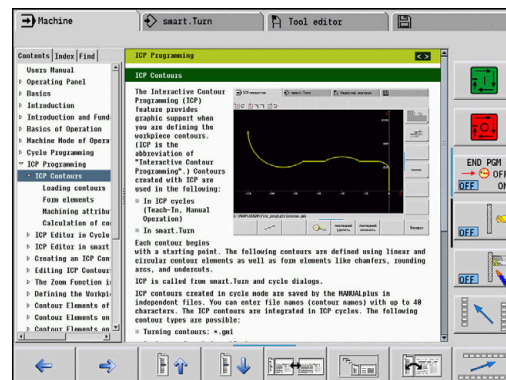 Machine
smart.Turn
Tool editor
Contents Index Find
Users Manual
Operating Panel
Basics
Introduction
Introduction and Fund
Basics of Operation
Machine Mode of Opera
Cycle Programming
ICP Programming
ICP Contours
Loading contours
Form elements
Machining attribu
Calculation of co
ICP Editor in Cycle
ICP Editor in smart
Creating an ICP Con
Editing ICP Contour
The Zoom Function i
Defining the Workpie
Contour Elements of
Contour Elements on
Contour Elements on
ICP Programming
ICP Contours
The Interactive Contour
Programming (ICP)
feature provides
graphic support when
you are defining the
workpiece contours.
(ICP is the
abbreviation of
"Interactive Contour
Programming".) Contours
created with ICP are
used in the following:
In ICP cycles
(Teach-In, Manual
Operation)
In smart.Turn
Each contour begins
with a starting point. The following contours are defined using linear and
circular contour elements as well as form elements like chamfers, rounding
arcs, and undercuts.
ICP is called from smart.Turn and cycle dialogs.
ICP contours created in cycle mode are saved by the MANUALplus in
independent files. You can enter file names (contour names) with up to 40
characters. The ICP contours are integrated in ICP cycles. The following
contour types are possible:
Turning contours: *.gmi
END PGM
OFF
OFF ON
OFF
OFF